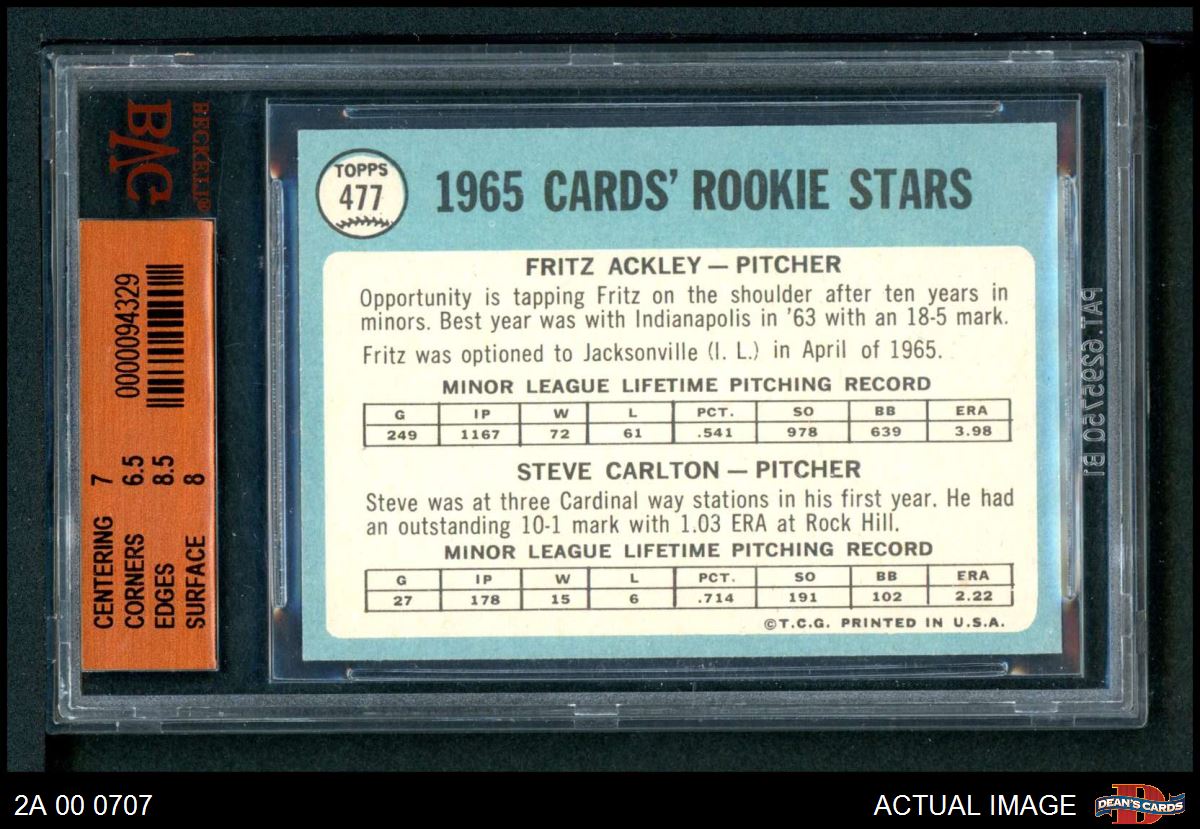 BECKETT®
BVG
0000094329
CENTERING 7
CORNERS 6.5
EDGES 8.5
SURFACE 8
TOPPS
477
1965 CARDS' ROOKIE STARS
FRITZ ACKLEY — PITCHER
Opportunity is tapping Fritz on the shoulder after ten years in
minors. Best year was with Indianapolis in '63 with an 18-5 mark.
Fritz was optioned to Jacksonville (I. L.) in April of 1965.
MINOR LEAGUE LIFETIME PITCHING RECORD
G IP W L PCT. SO BB ERA
249 1167 72 61 .541 978 639 3.98
STEVE CARLTON — PITCHER
Steve was at three Cardinal way stations in his first year. He had
an outstanding 10-1 mark with 1.03 ERA at Rock Hill.
MINOR LEAGUE LIFETIME PITCHING RECORD
G IP W L PCT. SO BB ERA
27 178 15 6 .714 191 102 2.22
©T.C.G. PRINTED IN U.S.A.
PAT. 6295750 B1
2A 00 0707
ACTUAL IMAGE
D
DEAN'S CARDS